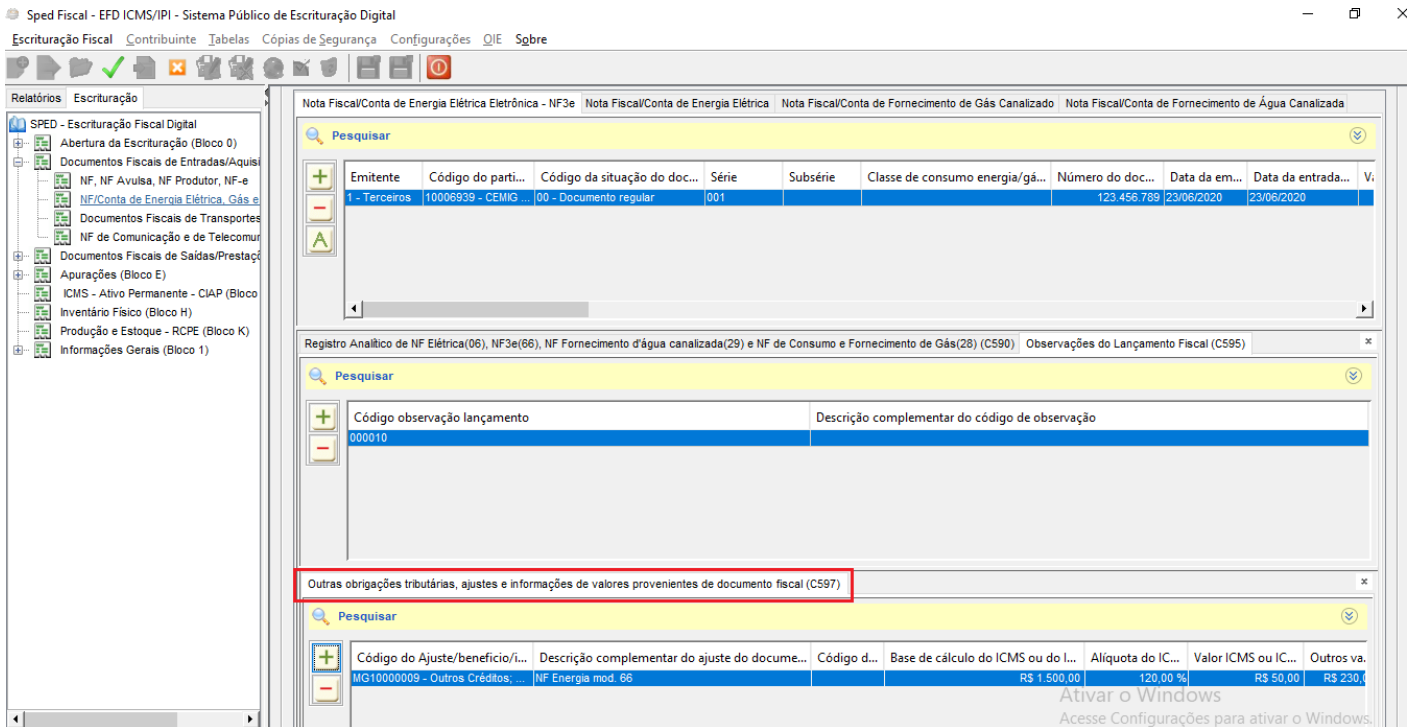 Sped Fiscal - EFD ICMS/IPI - Sistema Público de Escrituração Digital
Escrituração Fiscal Contribuinte Tabelas Cópias de Segurança Configurações OIE Sobre
Relatórios Escrituração
SPED - Escrituração Fiscal Digital
Abertura da Escrituração (Bloco 0)
Documentos Fiscais de Entradas/Aquisi
NF, NF Avulsa, NF Produtor, NF-e
NF/Conta de Energia Elétrica, Gás e
Documentos Fiscais de Transportes
NF de Comunicação e de Telecomun
Documentos Fiscais de Saídas/Prestaçõ
Apurações (Bloco E)
ICMS - Ativo Permanente - CIAP (Bloco
Inventário Físico (Bloco H)
Produção e Estoque - RCPE (Bloco K)
Informações Gerais (Bloco 1)
Nota Fiscal/Conta de Energia Elétrica Eletrônica - NF3e Nota Fiscal/Conta de Energia Elétrica Nota Fiscal/Conta de Fornecimento de Gás Canalizado Nota Fiscal/Conta de Fornecimento de Água Canalizada
Pesquisar
Emitente Código do parti... Código da situação do doc... Série Subsérie Classe de consumo energia/gá... Número do doc... Data da em... Data da entrada...
1 - Terceiros 10006939 - CEMIG ... 00 - Documento regular 001 123.456.789 23/06/2020 23/06/2020
Registro Analítico de NF Elétrica(06), NF3e(66), NF Fornecimento d'água canalizada(29) e NF de Consumo e Fornecimento de Gás(28) (C590) Observações do Lançamento Fiscal (C595)
Pesquisar
Código observação lançamento Descrição complementar do código de observação
000010
Outras obrigações tributárias, ajustes e informações de valores provenientes de documento fiscal (C597)
Pesquisar
Código do Ajuste/beneficio/i... Descrição complementar do ajuste do docume... Código d... Base de cálculo do ICMS ou do I... Alíquota do IC... Valor ICMS ou IC... Outros va.
MG10000009 - Outros Créditos; ... NF Energia mod. 66 R$ 1.500,00 120,00 % R$ 50,00 R$ 230,0
Ativar o Windows
Acesse Configurações para ativar o Windows.